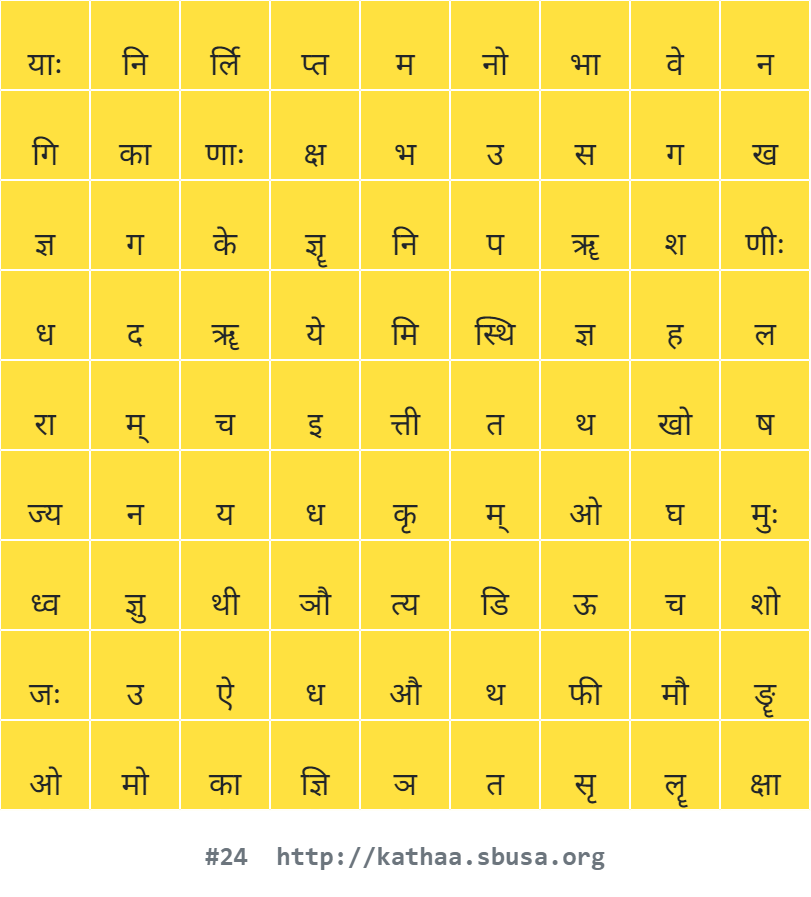 याः नि र्लि प्त म नो भा वे न
गि का णाः क्ष भ उ स ग ख
ज्ञ ग के ज्ञॄ नि प ॠ श णीः
ध द ॠ ये मि स्थि ज्ञ ह ल
रा म् च इ त्ती त थ खो ष
ज्य न य ध कृ म् ओ घ मुः
ध्व ज्ञु थी ञौ त्य डि ऊ च शो
जः उ ऐ ध औ थ फी मौ ङॄ
ओ मो का ज्ञि ञ त सृ लॄ क्षा
#24 http://kathaa.sbusa.org